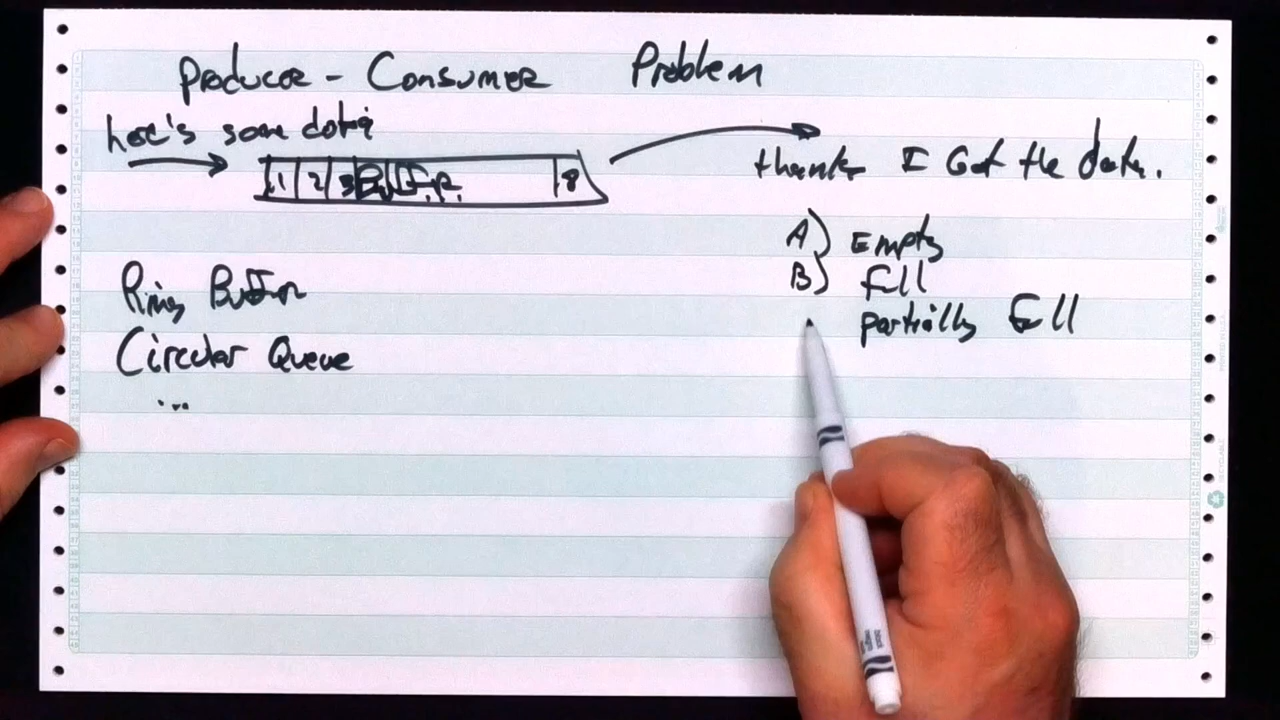 Producer - Consumer Problem
here's some data
thanks I Got the data.
1 2 3 Buffer 8
A) Empty
B) full
partially full
Ring Buffer
Circular Queue
...